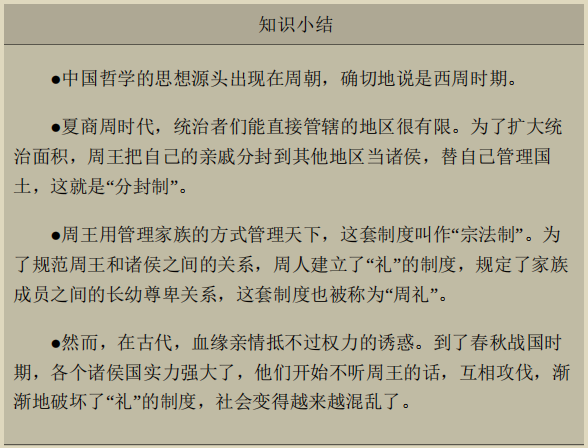 知识小结
●中国哲学的思想源头出现在周朝，确切地说是西周时期。
●夏商周时代，统治者们能直接管辖的地区很有限。为了扩大统
治面积，周王把自己的亲戚分封到其他地区当诸侯，替自己管理国
土，这就是“分封制”。
●周王用管理家族的方式管理天下，这套制度叫作“宗法制”。为
了规范周王和诸侯之间的关系，周人建立了“礼”的制度，规定了家族
成员之间的长幼尊卑关系，这套制度也被称为“周礼”。
●然而，在古代，血缘亲情抵不过权力的诱惑。到了春秋战国时
期，各个诸侯国实力强大了，他们开始不听周王的话，互相攻伐，渐
渐地破坏了“礼”的制度，社会变得越来越混乱了。